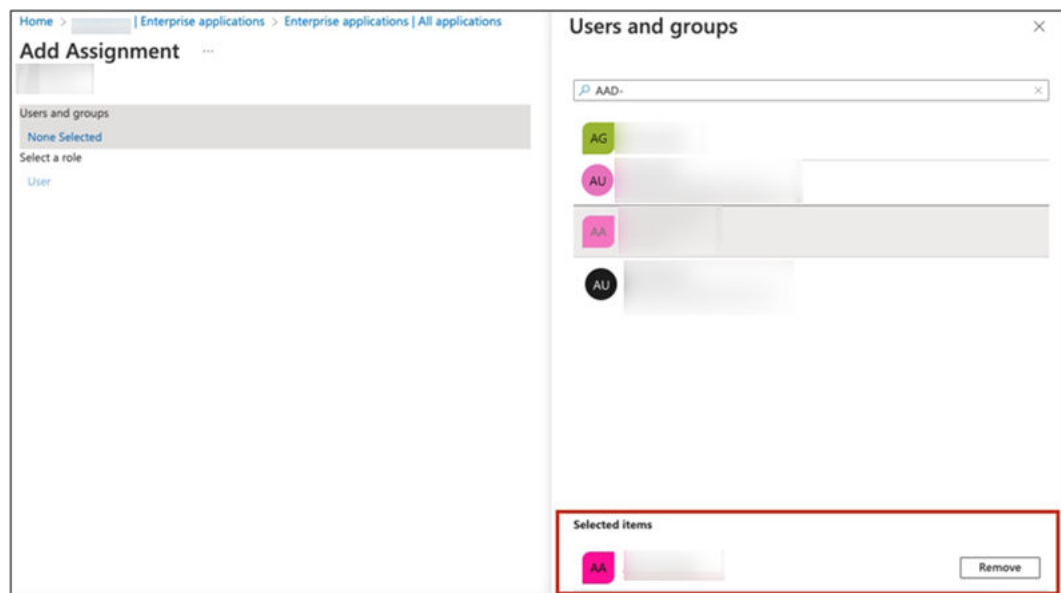 Home > | Enterprise applications > Enterprise applications | All applications
Add Assignment ...
Users and groups
None Selected
Select a role
User
Users and groups
AAD-
AG
AU
AA
AU
Selected items
AA
Remove